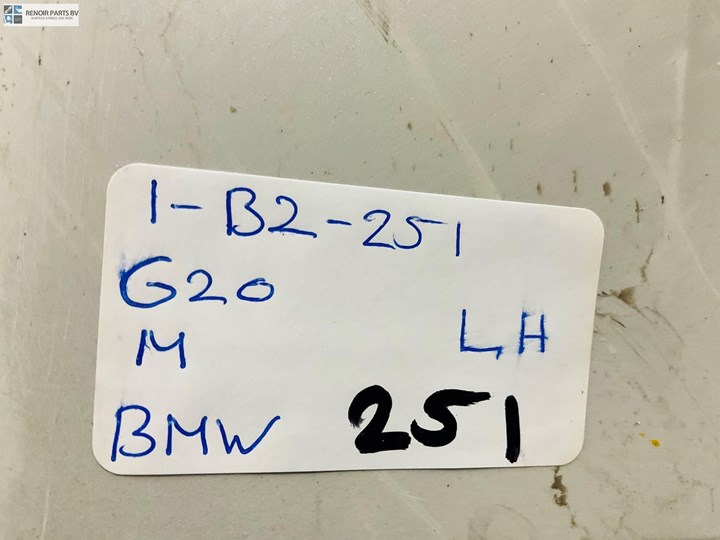 RENOIR PARTS BV
1-B2-251
G20
M LH
BMW 251